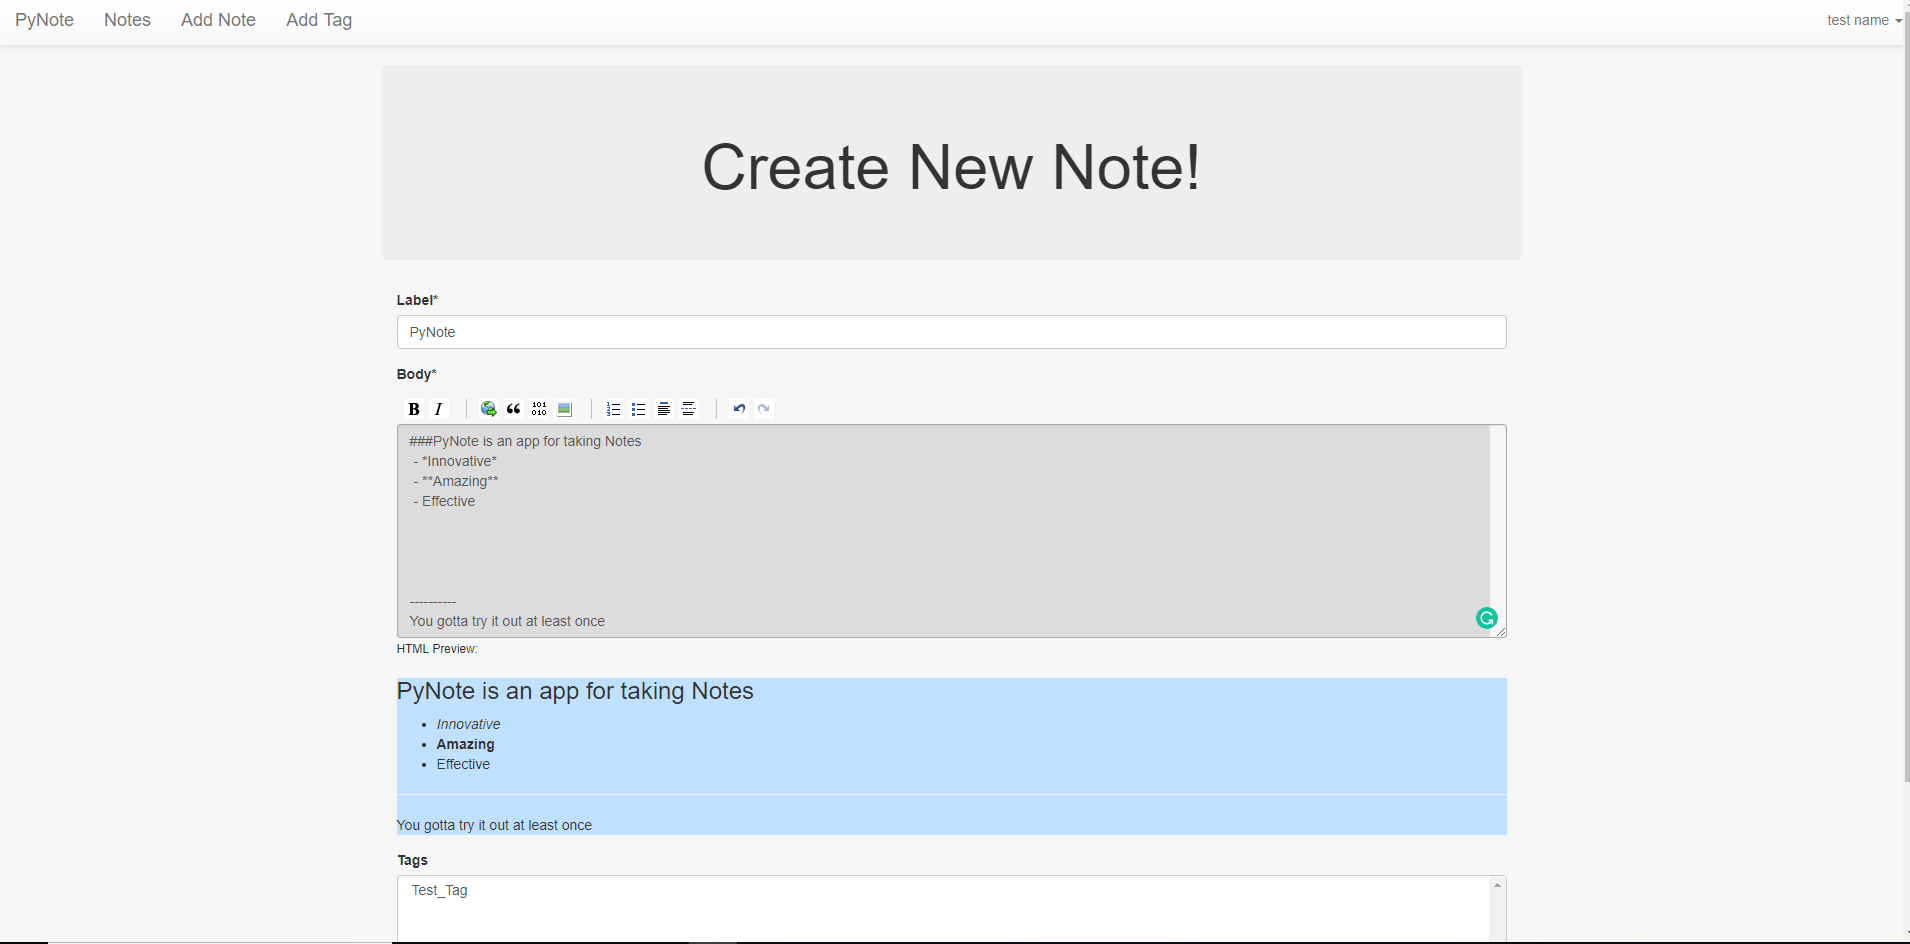 PyNote Notes Add Note Add Tag test name
Create New Note!
Label*
PyNote
Body*
B I 101 010
###PyNote is an app for taking Notes
- *Innovative*
- **Amazing**
- Effective
----------
You gotta try it out at least once
HTML Preview:
PyNote is an app for taking Notes
• Innovative
• Amazing
• Effective
You gotta try it out at least once
Tags
Test_Tag